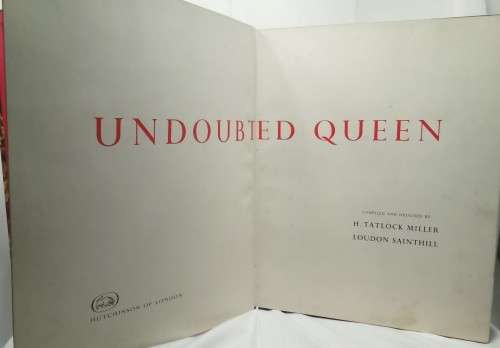 UNDOUBTED QUEEN
COMPILED AND DESIGNED BY
H. TATLOCK MILLER
LOUDON SAINTHILL
HUTCHINSON OF LONDON